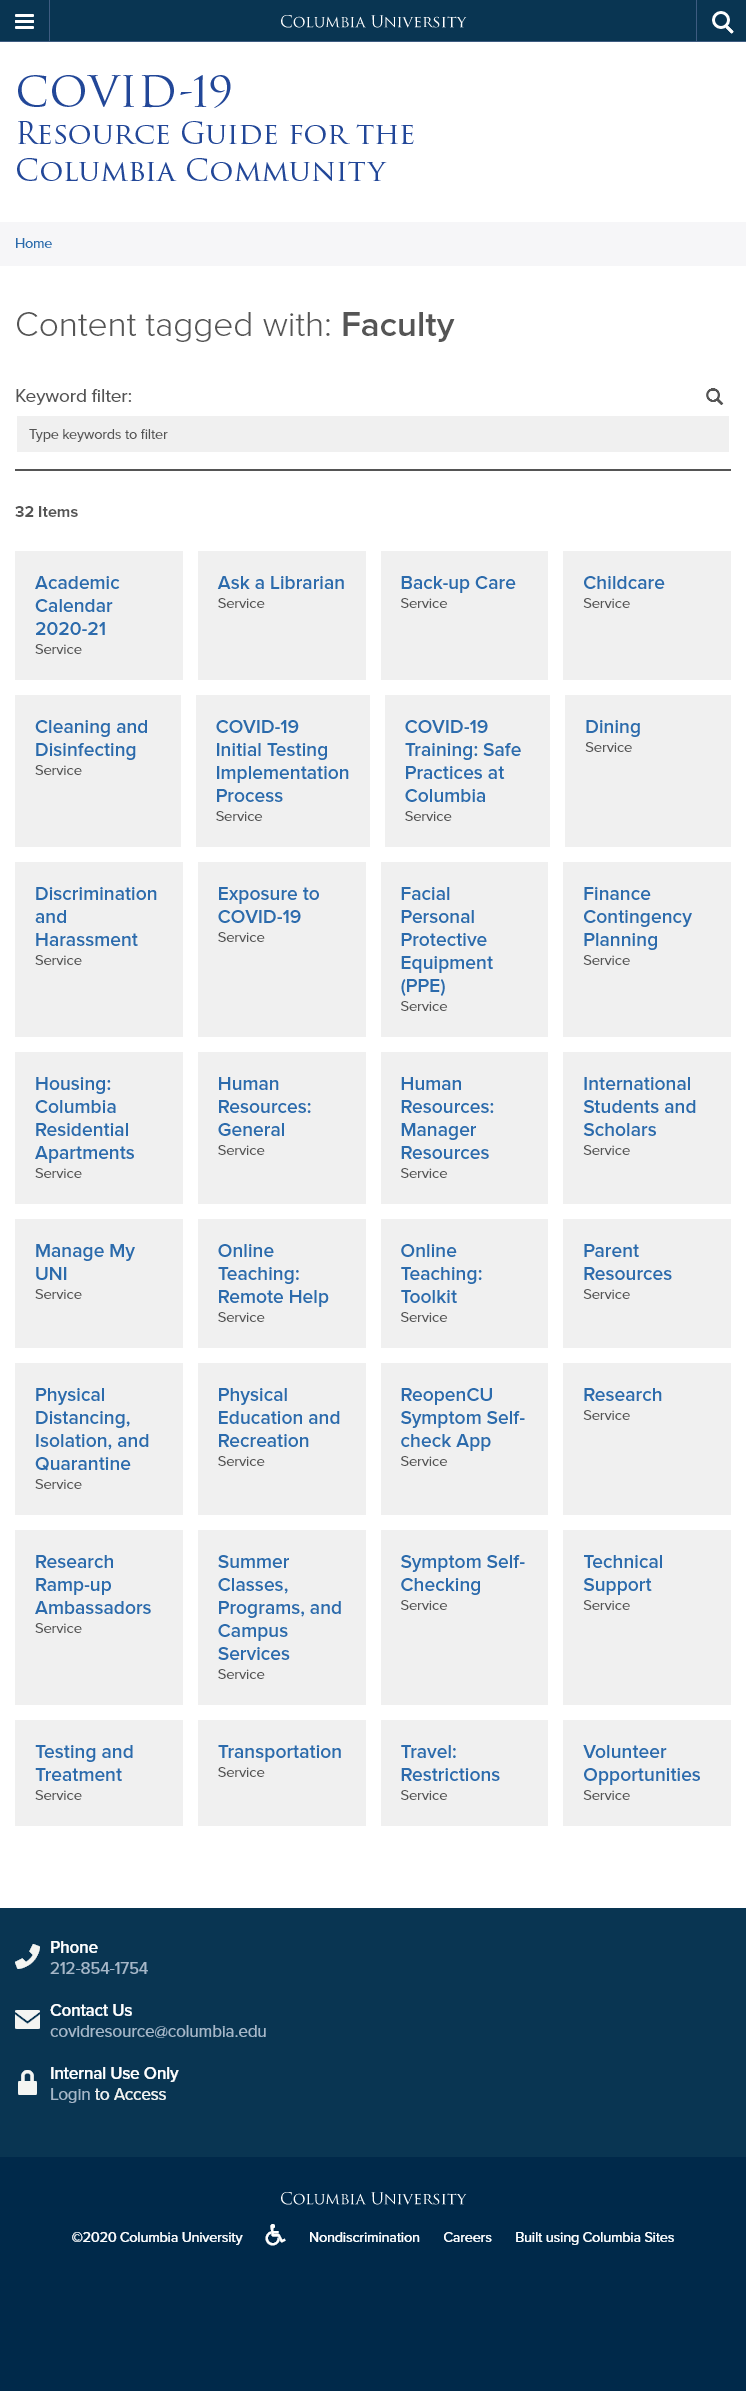 Columbia University
COVID-19
Resource Guide for the
Columbia Community
Home
Content tagged with: Faculty
Keyword filter:
Type keywords to filter
32 Items
Academic
Calendar
2020-21
Service
Ask a Librarian
Service
Back-up Care
Service
Childcare
Service
Cleaning and
Disinfecting
Service
COVID-19
Initial Testing
Implementation
Process
Service
COVID-19
Training: Safe
Practices at
Columbia
Service
Dining
Service
Discrimination
and
Harassment
Service
Exposure to
COVID-19
Service
Facial
Personal
Protective
Equipment
(PPE)
Service
Finance
Contingency
Planning
Service
Housing:
Columbia
Residential
Apartments
Service
Human
Resources:
General
Service
Human
Resources:
Manager
Resources
Service
International
Students and
Scholars
Service
Manage My
UNI
Service
Online
Teaching:
Remote Help
Service
Online
Teaching:
Toolkit
Service
Parent
Resources
Service
Physical
Distancing,
Isolation, and
Quarantine
Service
Physical
Education and
Recreation
Service
ReopenCU
Symptom Self-
check App
Service
Research
Service
Research
Ramp-up
Ambassadors
Service
Summer
Classes,
Programs, and
Campus
Services
Service
Symptom Self-
Checking
Service
Technical
Support
Service
Testing and
Treatment
Service
Transportation
Service
Travel:
Restrictions
Service
Volunteer
Opportunities
Service
Phone
212-854-1754
Contact Us
covidresource@columbia.edu
Internal Use Only
Login to Access
Columbia University
©2020 Columbia University Nondiscrimination Careers Built using Columbia Sites